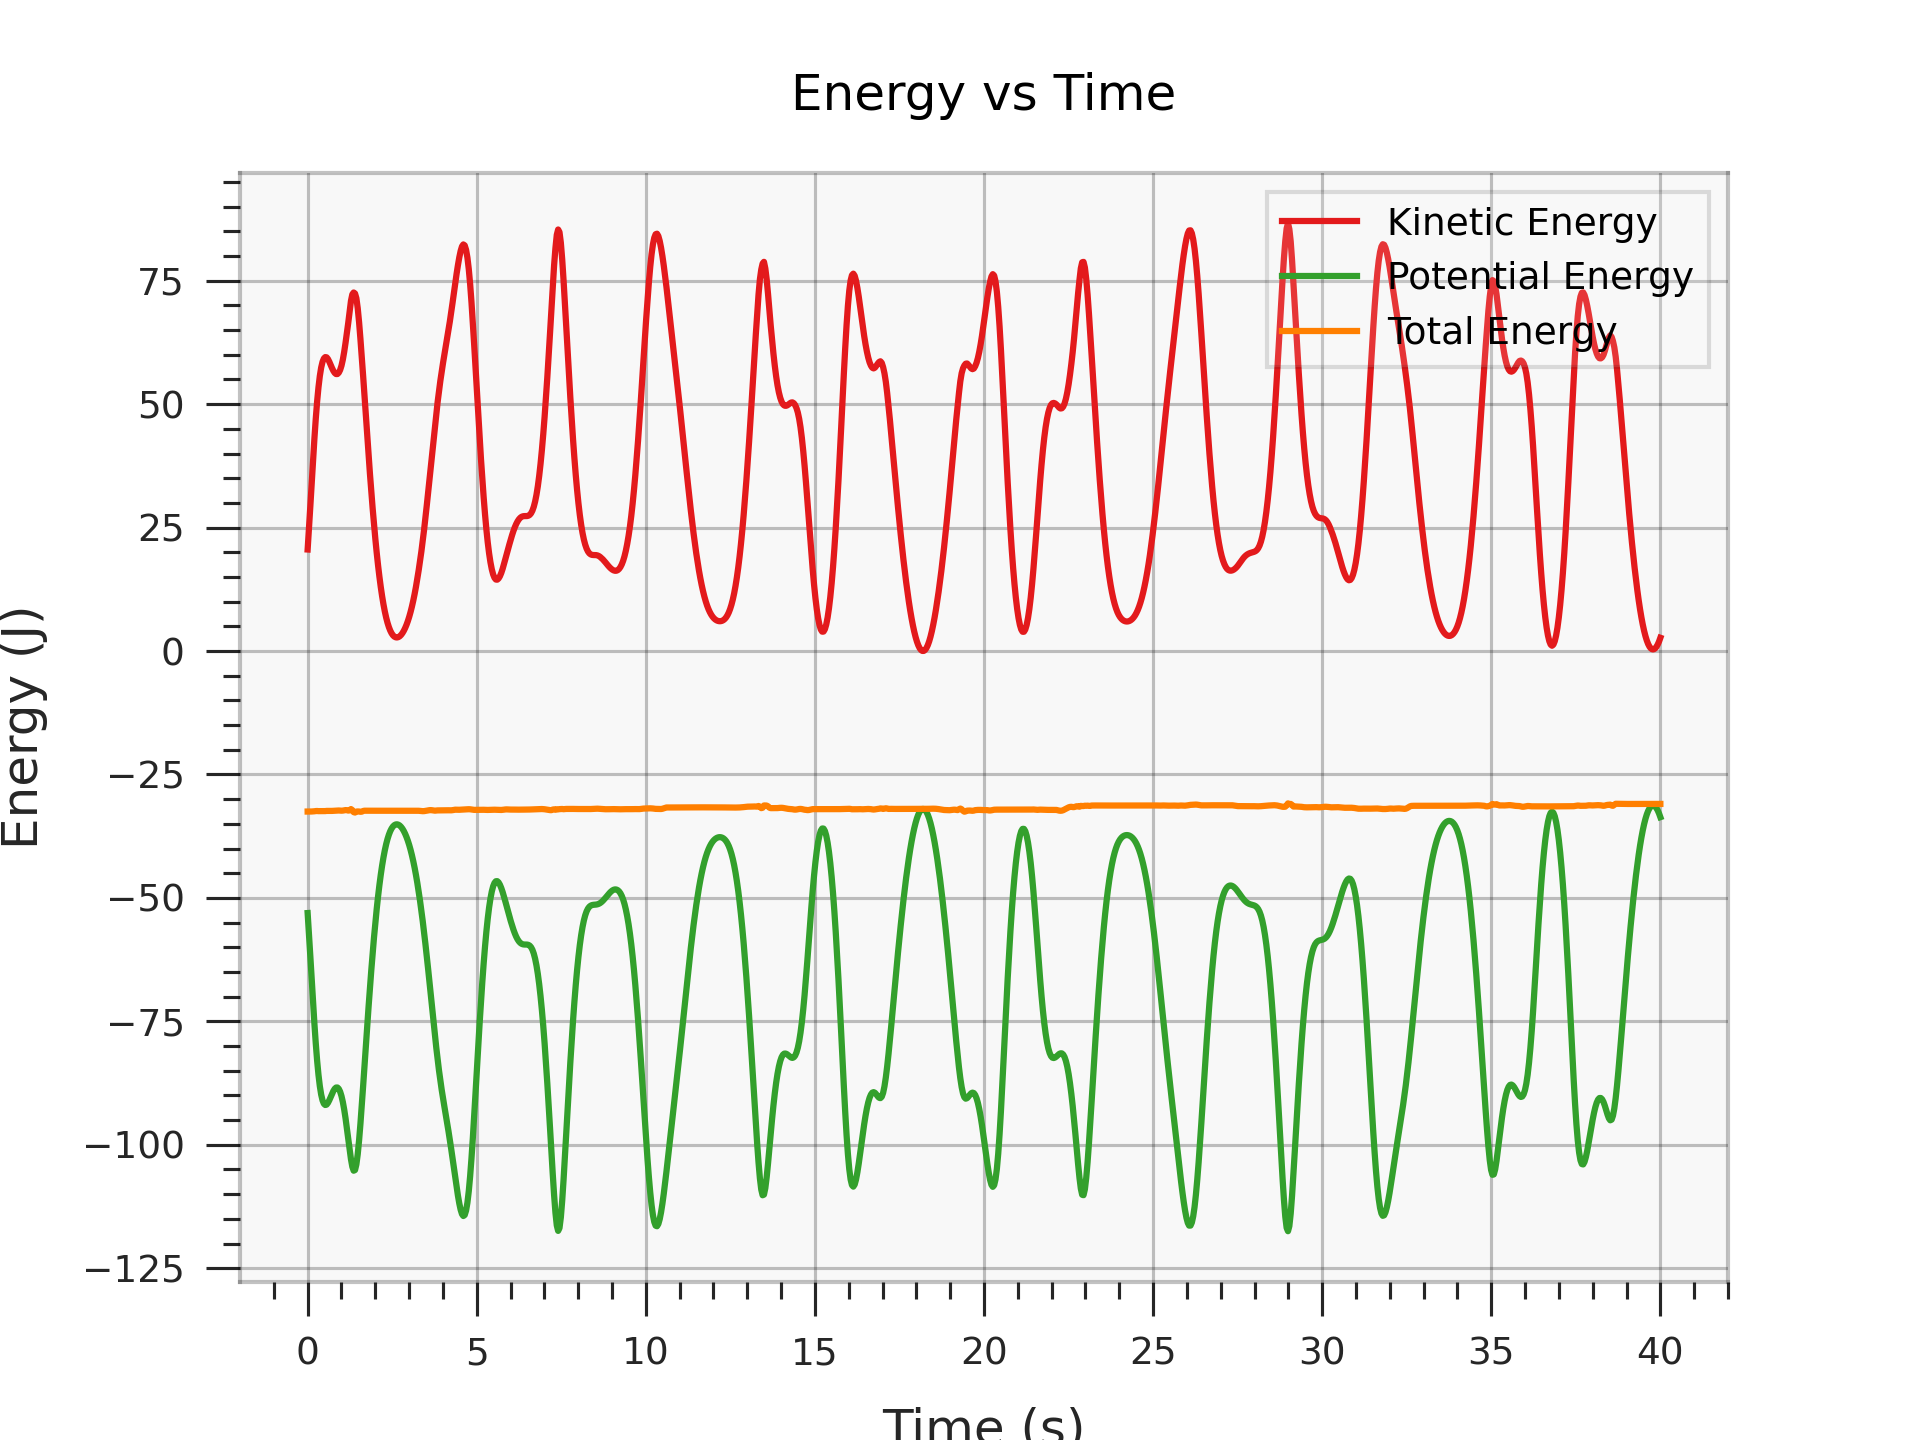 Energy vs Time
Kinetic Energy
Potential Energy
Total Energy
Energy (J)
75
50
25
0
−25
−50
−75
−100
−125
0 5 10 15 20 25 30 35 40
Time (s)